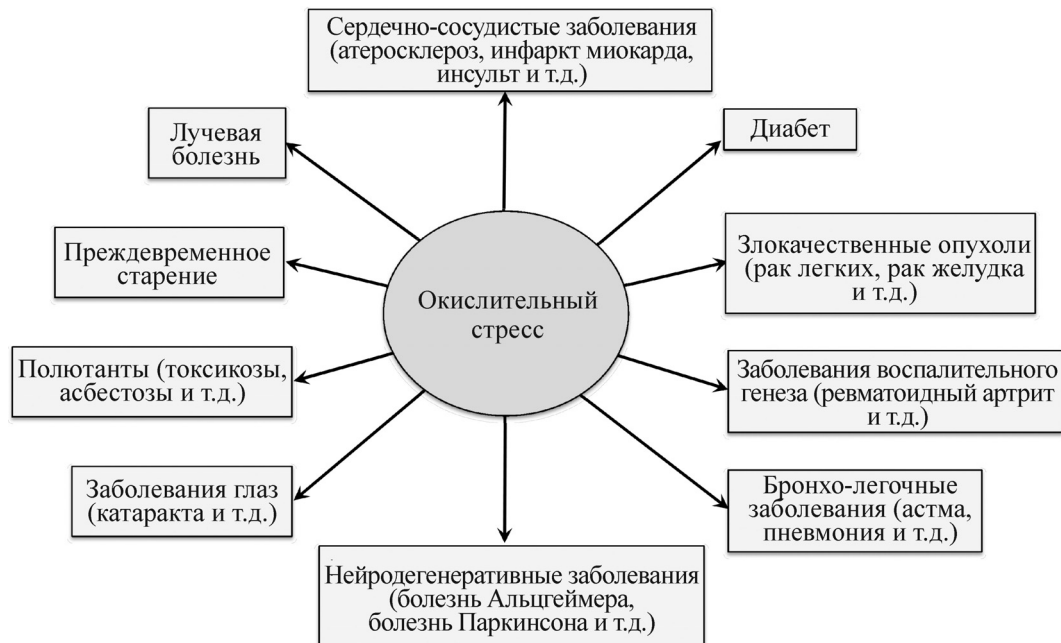 Сердечно-сосудистые заболевания
(атеросклероз, инфаркт миокарда,
инсульт и т.д.)
Лучевая
болезнь
Диабет
Преждевременное
старение
Злокачественные опухоли
(рак легких, рак желудка
и т.д.)
Окислительный
стресс
Полютанты (токсикозы,
асбестозы и т.д.)
Заболевания воспалительного
генеза (ревматоидный артрит
и т.д.)
Заболевания глаз
(катаракта и т.д.)
Бронхо-легочные
заболевания (астма,
пневмония и т.д.)
Нейродегенеративные заболевания
(болезнь Альцгеймера,
болезнь Паркинсона и т.д.)